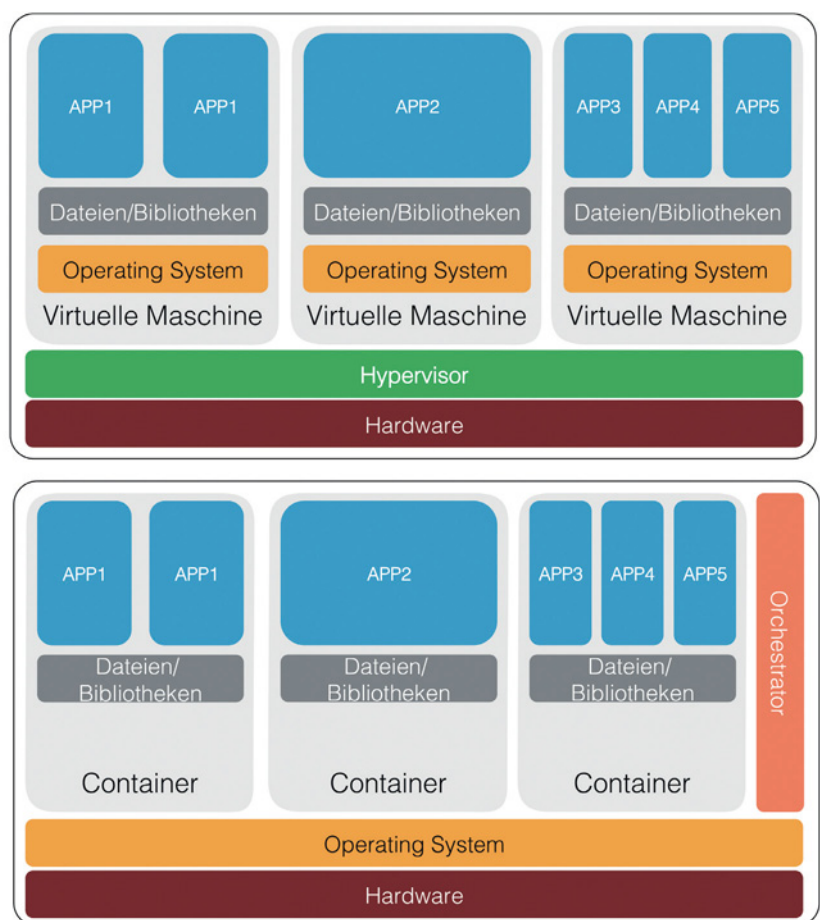 APP1 APP1 APP2 APP3 APP4 APP5
Dateien/Bibliotheken Dateien/Bibliotheken Dateien/Bibliotheken
Operating System Operating System Operating System
Virtuelle Maschine Virtuelle Maschine Virtuelle Maschine
Hypervisor
Hardware
APP1 APP1 APP2 APP3 APP4 APP5
Dateien/ Dateien/ Dateien/
Bibliotheken Bibliotheken Bibliotheken
Container Container Container
Orchestrator
Operating System
Hardware